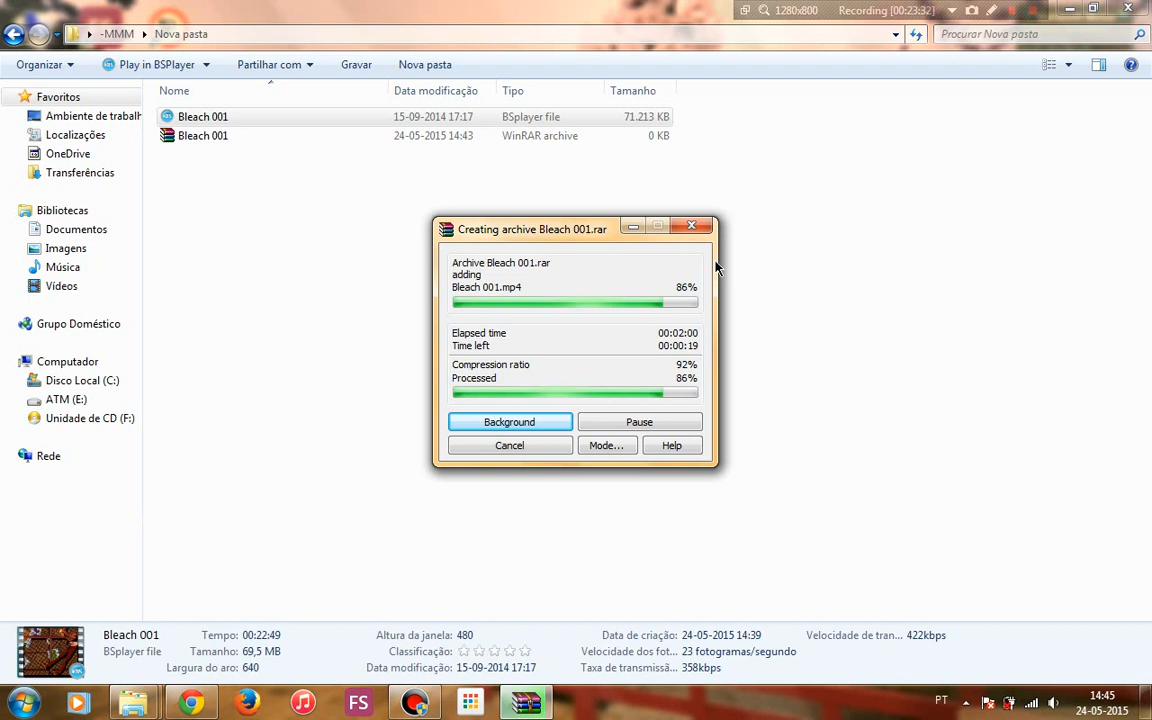 1280x800 Recording [00:23:32]
-MMM Nova pasta
Procurar Nova pasta
Organizar Play in BSPlayer Partilhar com Gravar Nova pasta
Nome Data modificação Tipo Tamanho
Bleach 001 15-09-2014 17:17 BSplayer file 71.213 KB
Bleach 001 24-05-2015 14:43 WinRAR archive 0 KB
Favoritos
Ambiente de trabalh
Localizações
OneDrive
Transferências
Bibliotecas
Documentos
Imagens
Música
Vídeos
Grupo Doméstico
Computador
Disco Local (C:)
ATM (E:)
Unidade de CD (F:)
Rede
Creating archive Bleach 001.rar
Archive Bleach 001.rar
adding
Bleach 001.mp4 86%
Elapsed time 00:02:00
Time left 00:00:19
Compression ratio 92%
Processed 86%
Background Pause
Cancel Mode... Help
Bleach 001 Tempo: 00:22:49 Altura da janela: 480 Data de criação: 24-05-2015 14:39 Velocidade de tran... 422kbps
BSplayer file Tamanho: 69,5 MB Classificação: Velocidade dos fot... 23 fotogramas/segundo
Largura do arco: 640 Data modificação: 15-09-2014 17:17 Taxa de transmissã... 358kbps
FS
PT
14:45
24-05-2015